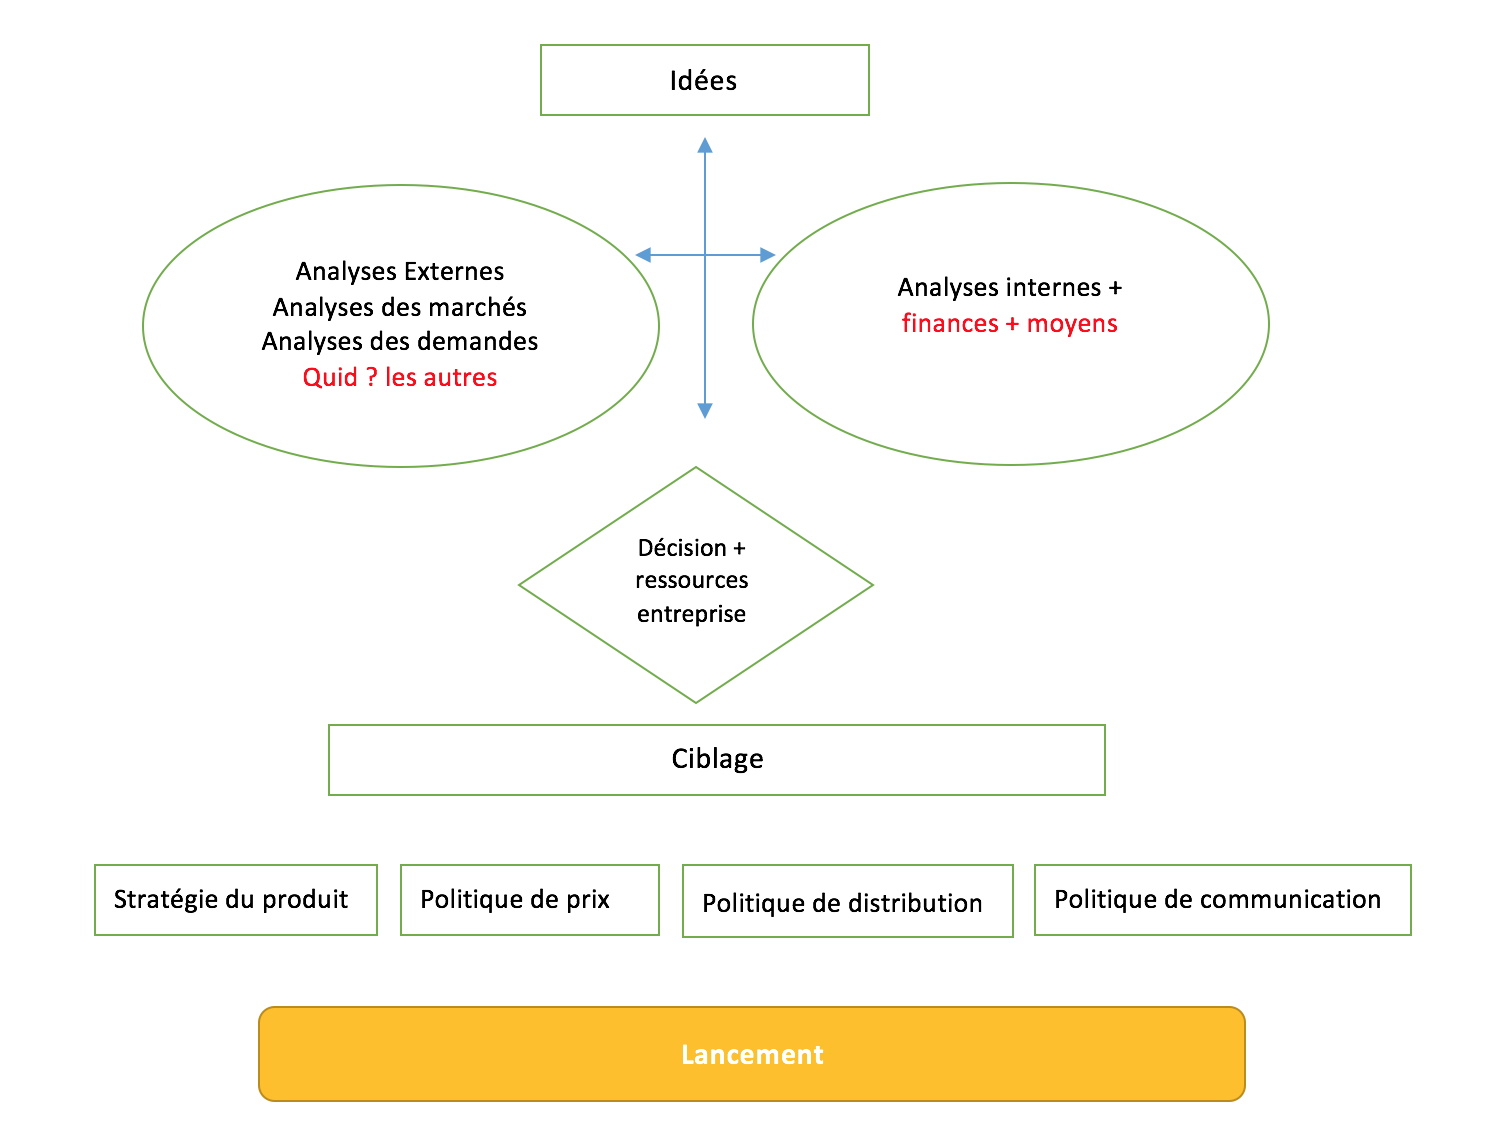 Idées
Analyses Externes
Analyses des marchés
Analyses des demandes
Quid ? les autres
Analyses internes +
finances + moyens
Décision +
ressources
entreprise
Ciblage
Stratégie du produit
Politique de prix
Politique de distribution
Politique de communication
Lancement